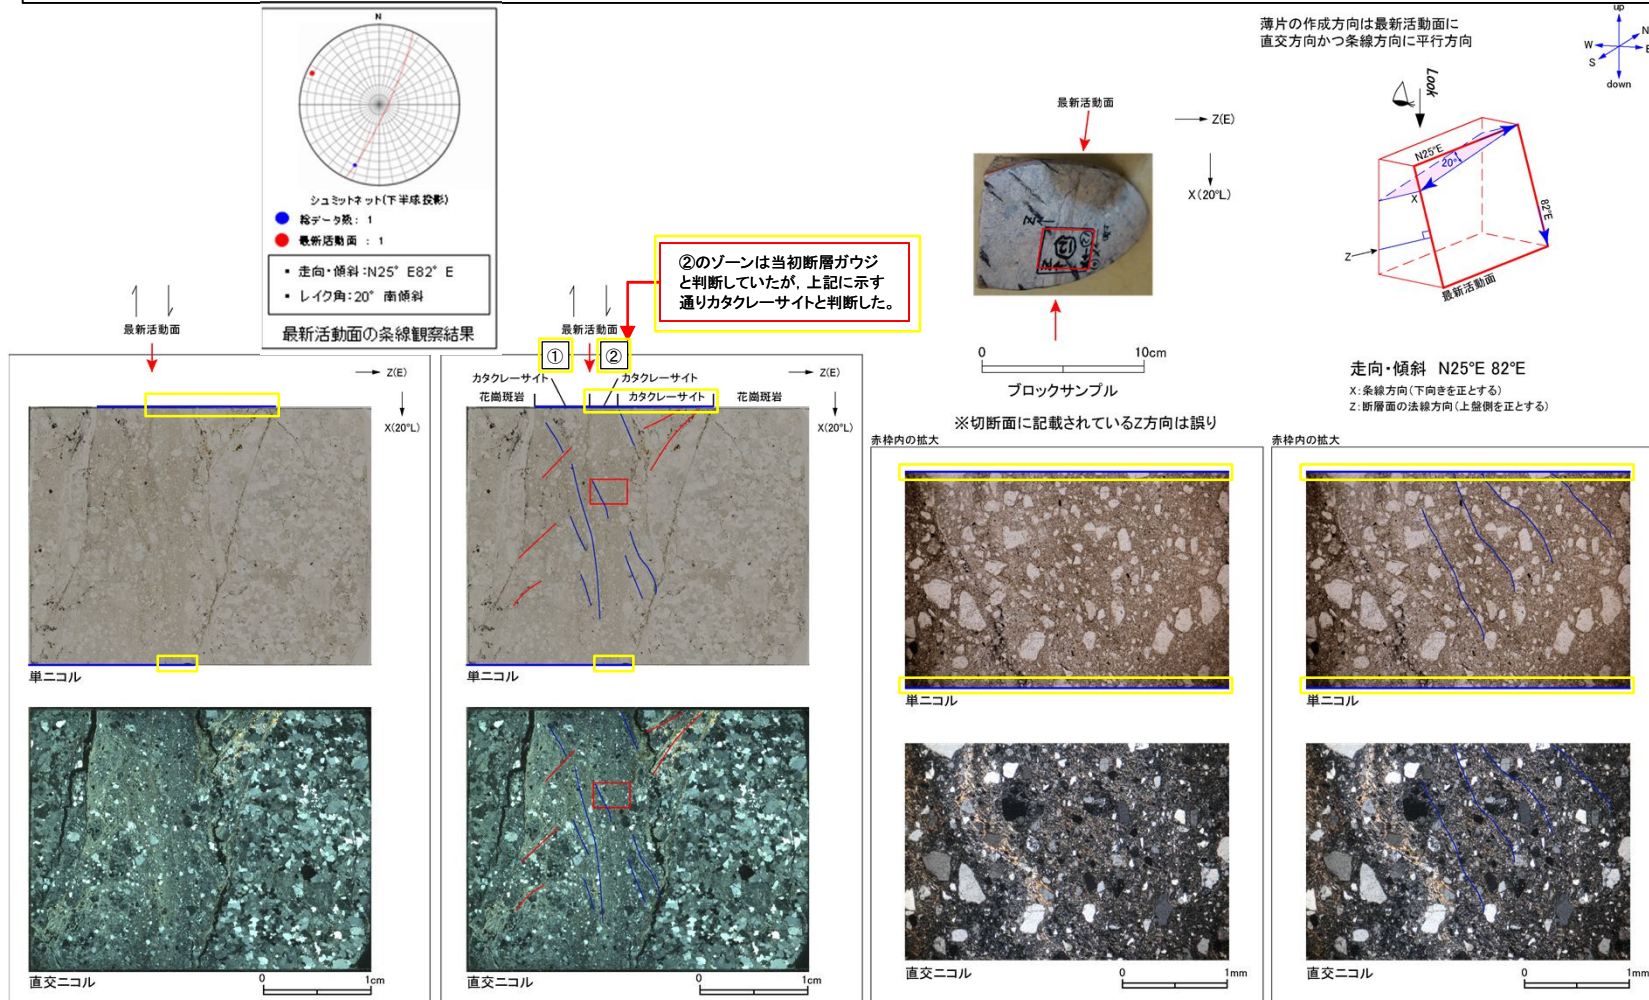 N
シュミットネット(下半球投影)
総データ数: 1
最新活動面 : 1
▪ 走向・傾斜:N25°E82°E
▪ レイク角:20°南傾斜
最新活動面の条線観察結果
②のゾーンは当初断層ガウジ
と判断していたが,上記に示す
通りカタクレーサイトと判断した。
最新活動面
Z(E)
X(20°L)
0
10cm
ブロックサンプル
※切断面に記載されているZ方向は誤り
薄片の作成方向は最新活動面に
直交方向かつ条線方向に平行方向
up
N
W
E
S
down
Look
N25°E
20°
X
82°E
Z
最新活動面
走向・傾斜 N25°E 82°E
X:条線方向(下向きを正とする)
Z:断層面の法線方向(上盤側を正とする)
最新活動面
Z(E)
X(20°L)
単ニコル
直交ニコル
0
1cm
最新活動面
①
②
カタクレーサイト
カタクレーサイト
花崗斑岩
カタクレーサイト
花崗斑岩
Z(E)
X(20°L)
単ニコル
直交ニコル
0
1cm
赤枠内の拡大
単ニコル
直交ニコル
0
1mm
赤枠内の拡大
単ニコル
直交ニコル
0
1mm